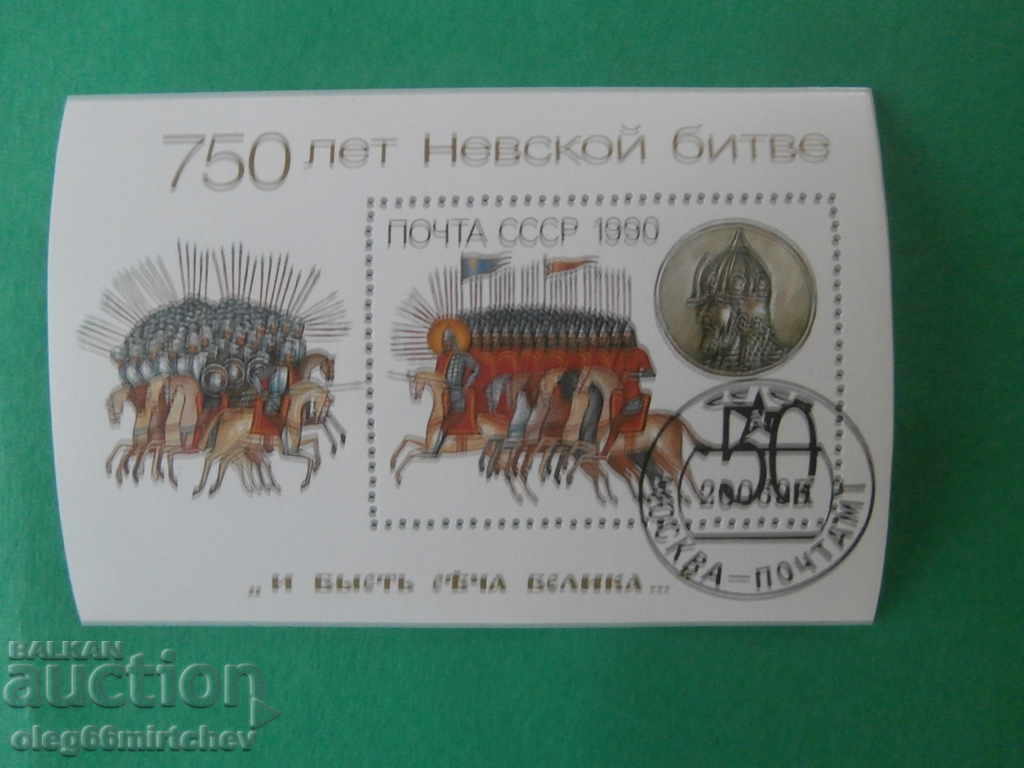 750 лет Невской битве
ПОЧТА СССР 1990
50
МОСКВА – ПОЧТАМТ
„И БЫСТЬ СѢЧА ВЕЛИКА...
BALKAN
auction
oleg66mirtchev